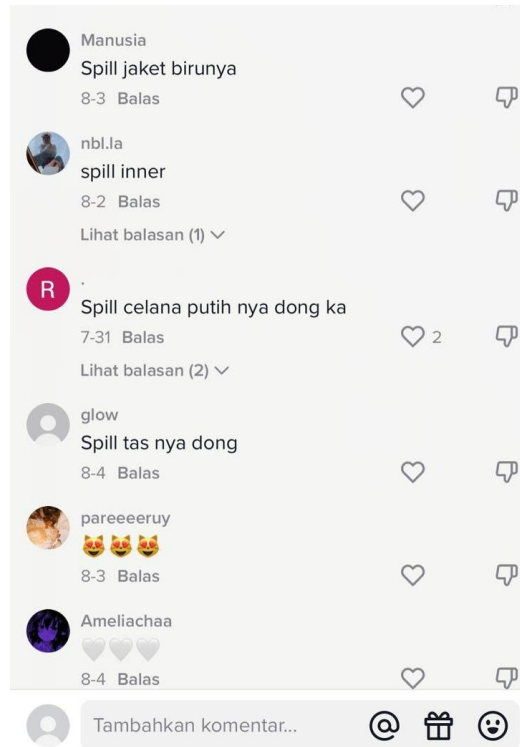 Manusia
Spill jaket birunya
8-3 Balas
nbl.la
spill inner
8-2 Balas
Lihat balasan (1)
R
.
Spill celana putih nya dong ka
7-31 Balas
2
Lihat balasan (2)
glow
Spill tas nya dong
8-4 Balas
pareeeeruy
😻😻😻
8-3 Balas
Ameliachaa
🤍🤍🤍
8-4 Balas
Tambahkan komentar...